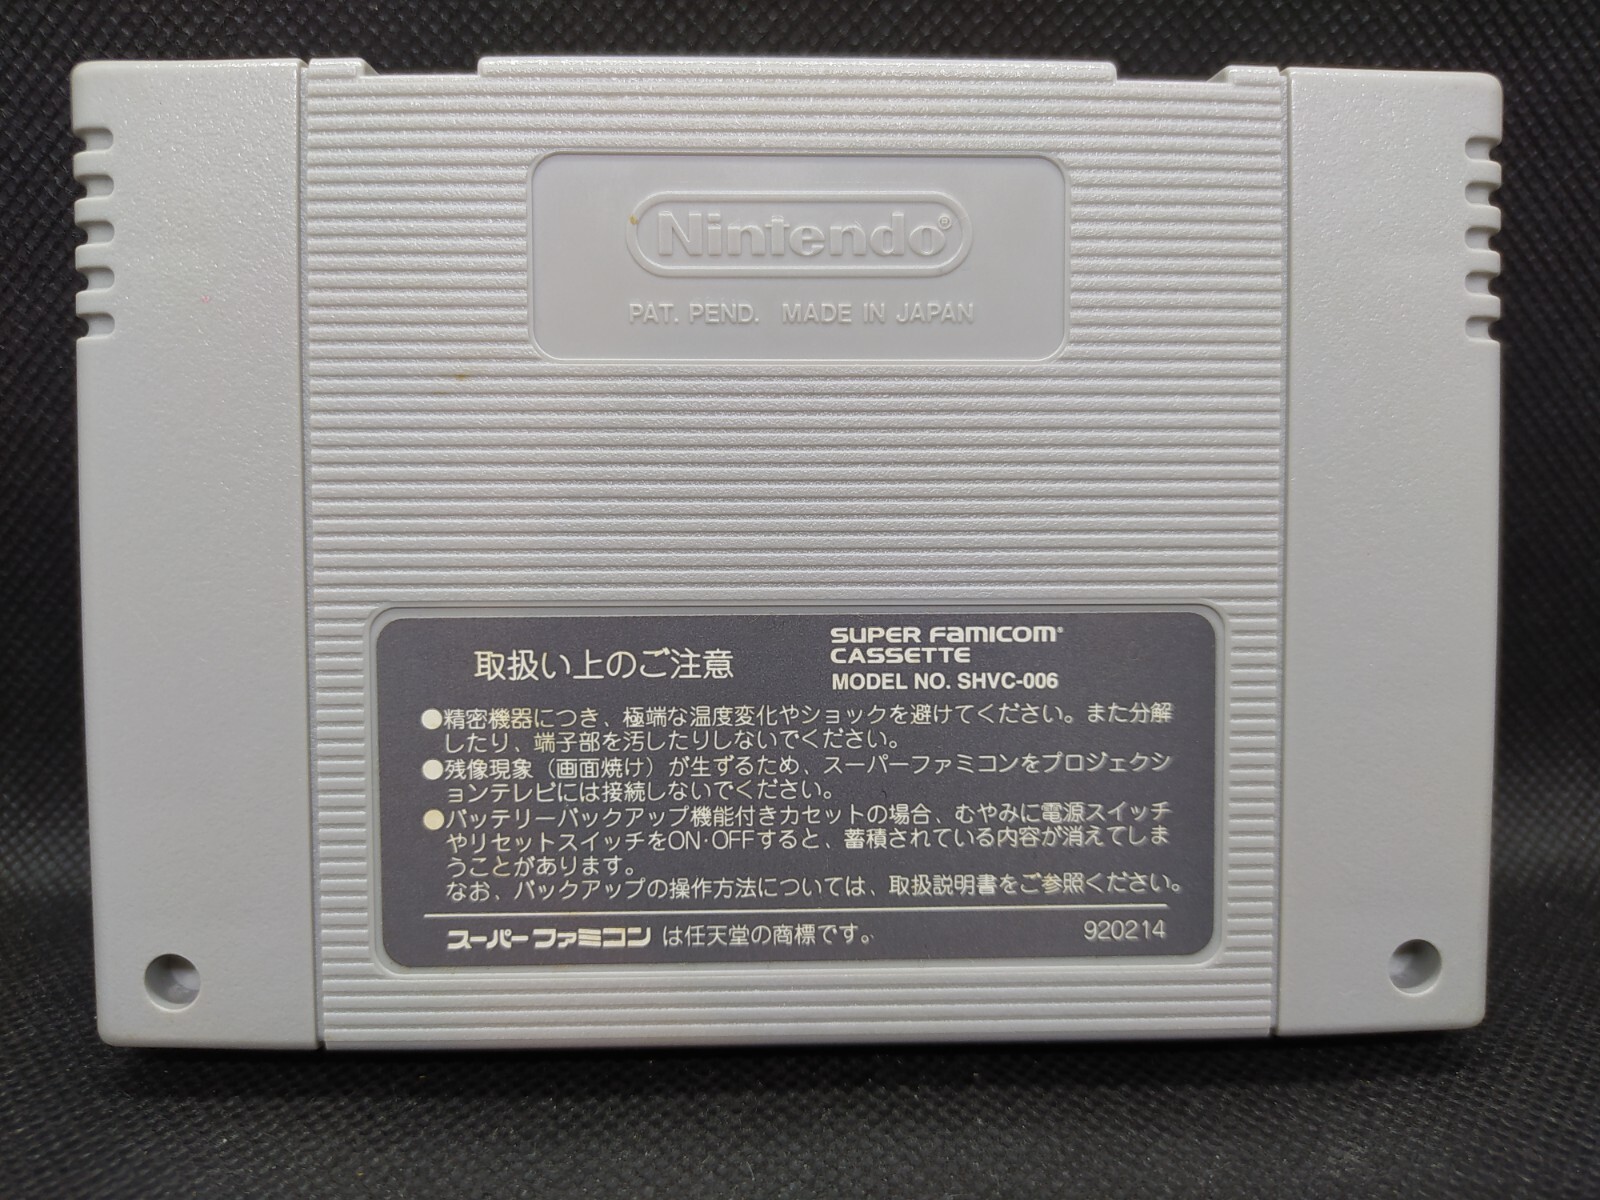 Nintendo®
PAT. PEND. MADE IN JAPAN
取扱い上のご注意
SUPER FAMICOM®
CASSETTE
MODEL NO. SHVC-006
●精密機器につき、極端な温度変化やショックを避けてください。また分解
したり、端子部を汚したりしないでください。
●残像現象（画面焼け）が生ずるため、スーパーファミコンをプロジェクシ
ョンテレビには接続しないでください。
●バッテリーバックアップ機能付きカセットの場合、むやみに電源スイッチ
やリセットスイッチをON·OFFすると、蓄積されている内容が消えてしま
うことがあります。
なお、バックアップの操作方法については、取扱説明書をご参照ください。
スーパーファミコン は任天堂の商標です。
920214